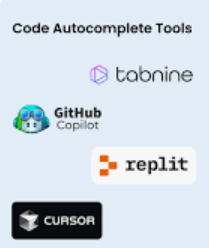 Code Autocomplete Tools
tabnine
GitHub
Copilot
replit
CURSOR